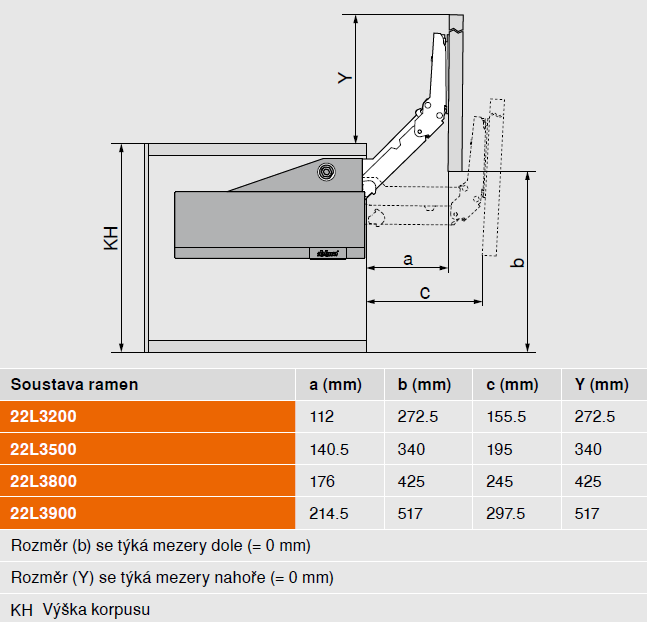 Y
KH
a
c
b
Soustava ramen a (mm) b (mm) c (mm) Y (mm)
22L3200 112 272.5 155.5 272.5
22L3500 140.5 340 195 340
22L3800 176 425 245 425
22L3900 214.5 517 297.5 517
Rozměr (b) se týká mezery dole (= 0 mm)
Rozměr (Y) se týká mezery nahoře (= 0 mm)
KH Výška korpusu